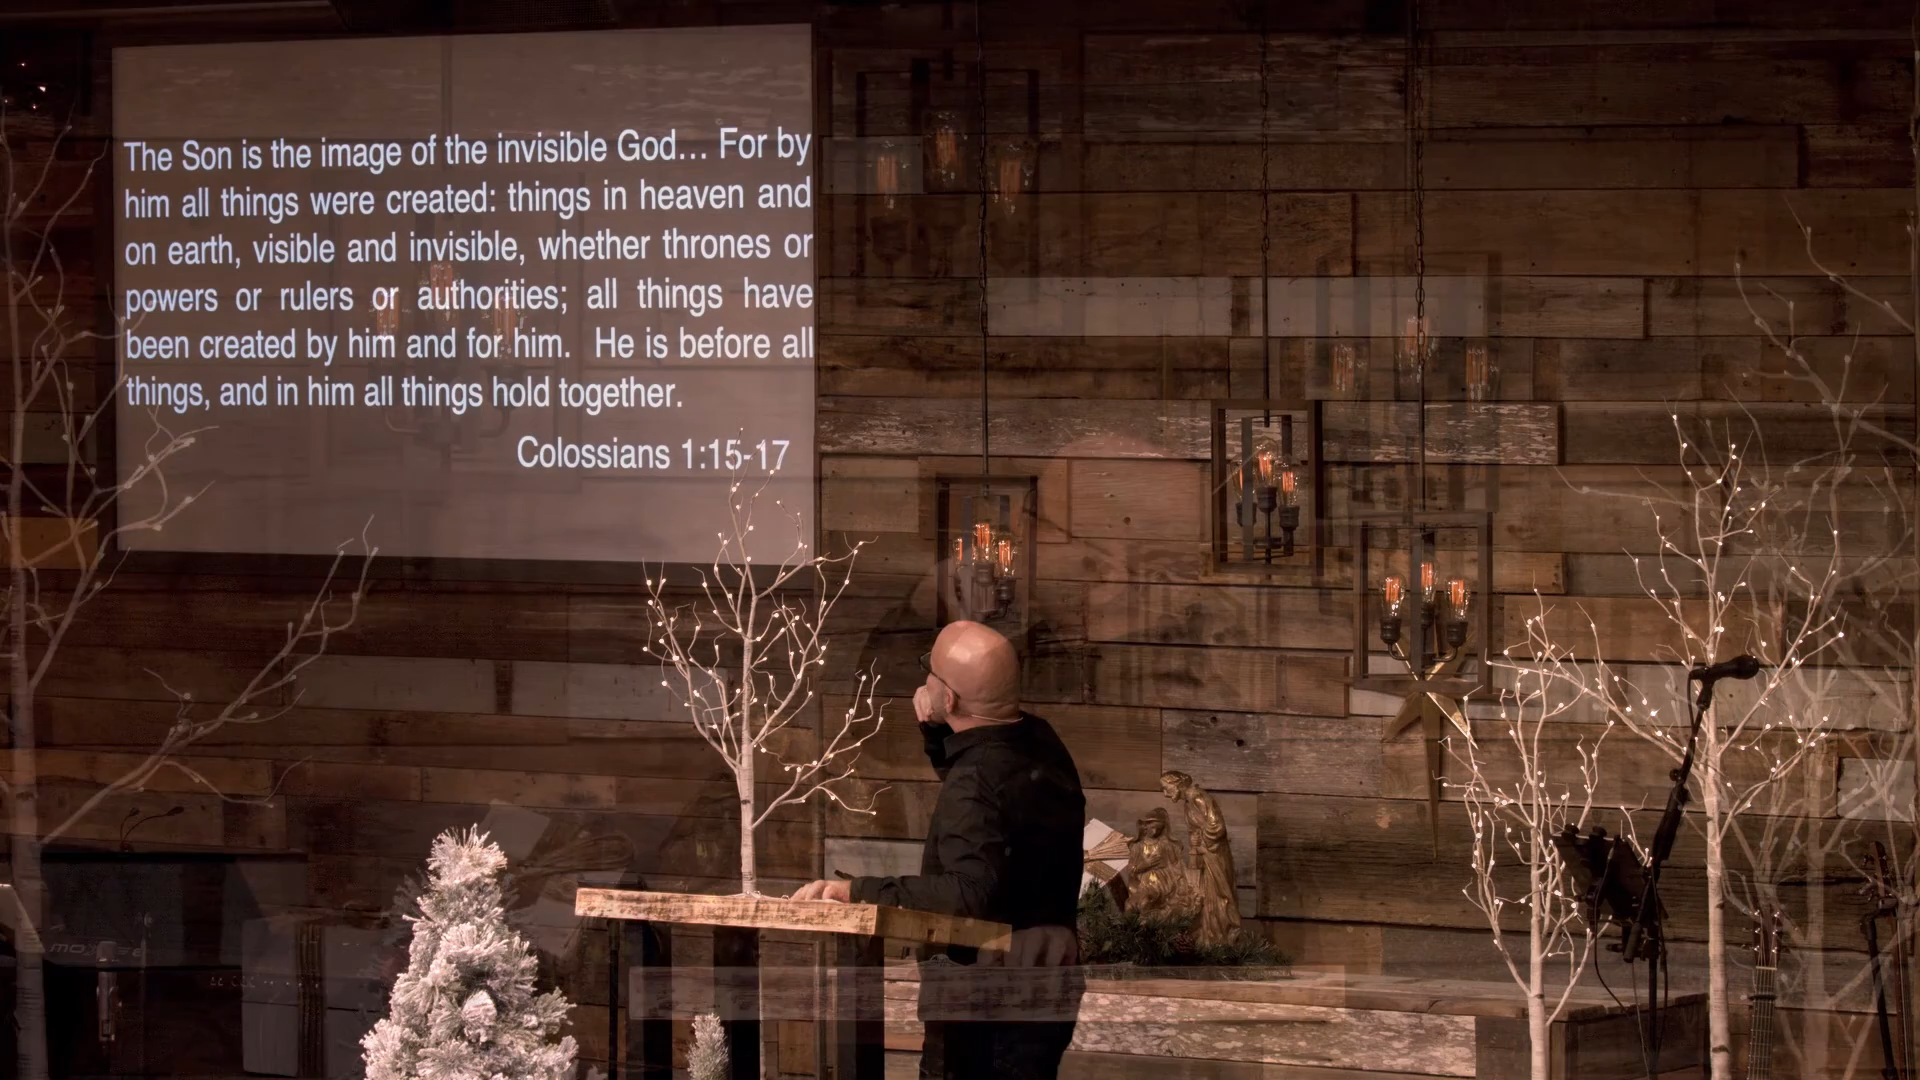 The Son is the image of the invisible God... For by
him all things were created: things in heaven and
on earth, visible and invisible, whether thrones or
powers or rulers or authorities; all things have
been created by him and for him. He is before all
things, and in him all things hold together.
Colossians 1:15-17